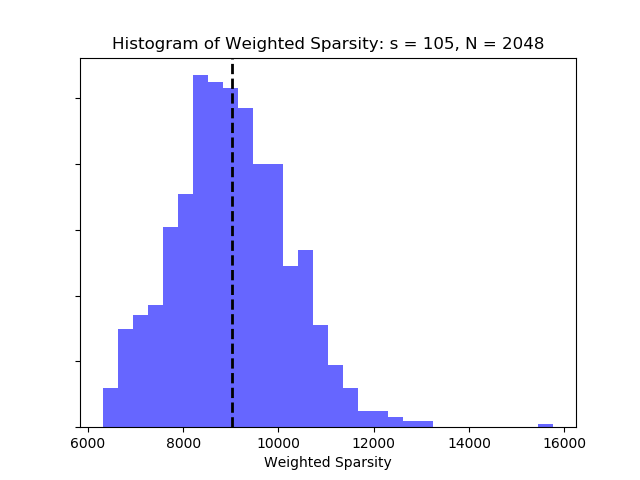 Histogram of Weighted Sparsity: s = 105, N = 2048
6000 8000 10000 12000 14000 16000
Weighted Sparsity